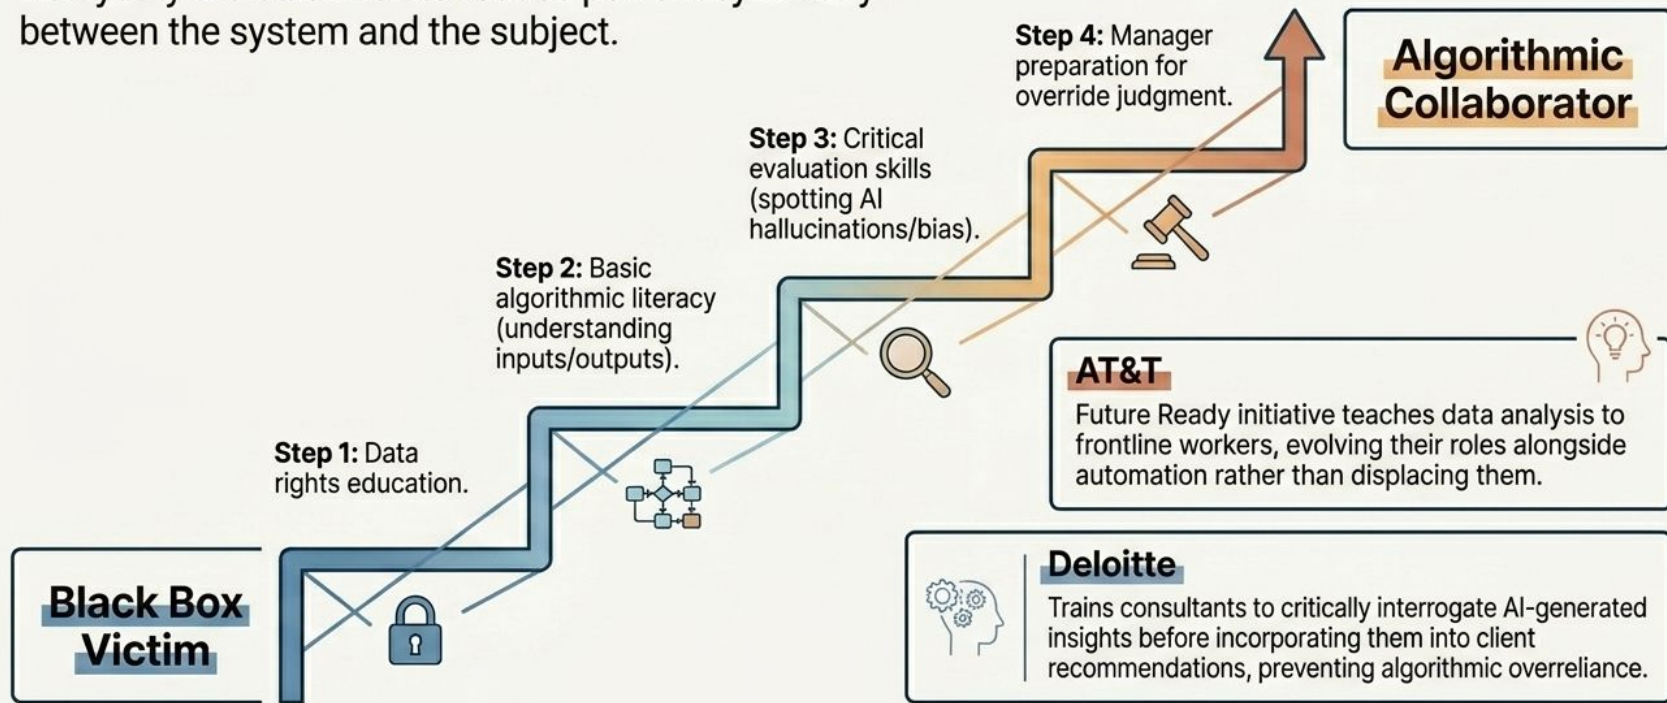 between the system and the subject.
Step 4: Manager
preparation for
override judgment.
Algorithmic
Collaborator
Step 3: Critical
evaluation skills
(spotting AI
hallucinations/bias).
Step 2: Basic
algorithmic literacy
(understanding
inputs/outputs).
AT&T
Future Ready initiative teaches data analysis to
frontline workers, evolving their roles alongside
automation rather than displacing them.
Step 1: Data
rights education.
Black Box
Victim
Deloitte
Trains consultants to critically interrogate AI-generated
insights before incorporating them into client
recommendations, preventing algorithmic overreliance.